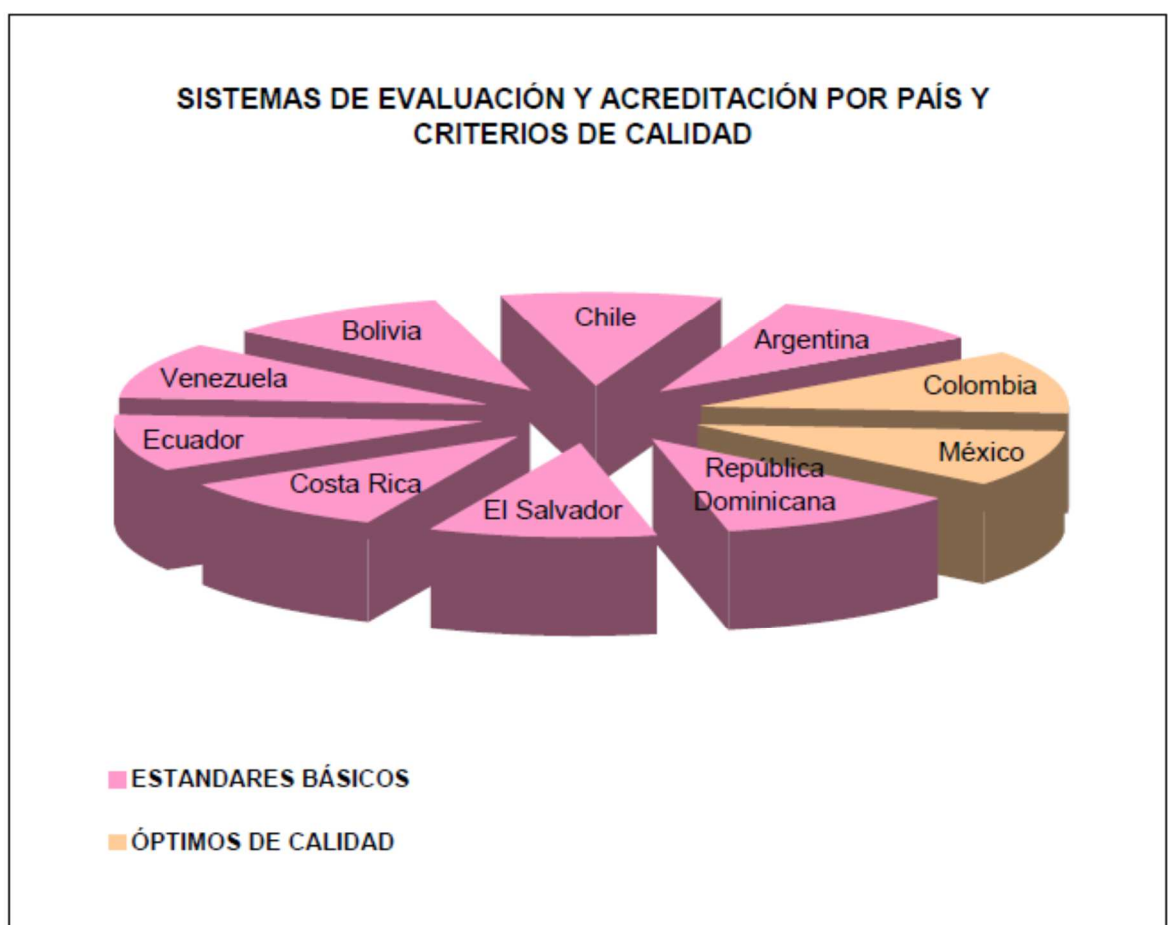 SISTEMAS DE EVALUACIÓN Y ACREDITACIÓN POR PAÍS Y
CRITERIOS DE CALIDAD
Chile
Bolivia
Argentina
Venezuela
Colombia
Ecuador
México
Costa Rica
República
Dominicana
El Salvador
ESTANDARES BÁSICOS
ÓPTIMOS DE CALIDAD